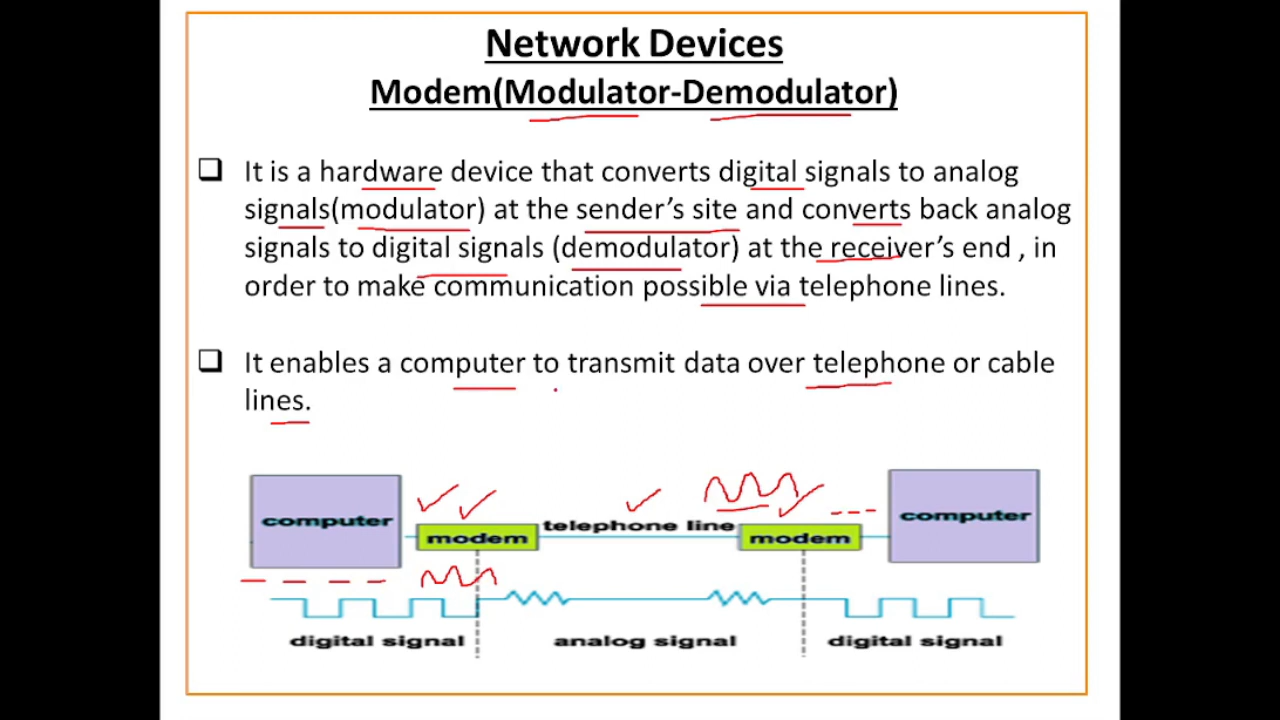 Network Devices
Modem(Modulator-Demodulator)
It is a hardware device that converts digital signals to analog
signals(modulator) at the sender's site and converts back analog
signals to digital signals (demodulator) at the receiver's end , in
order to make communication possible via telephone lines.
It enables a computer to transmit data over telephone or cable
lines.
computer modem telephone line modem computer
digital signal analog signal digital signal